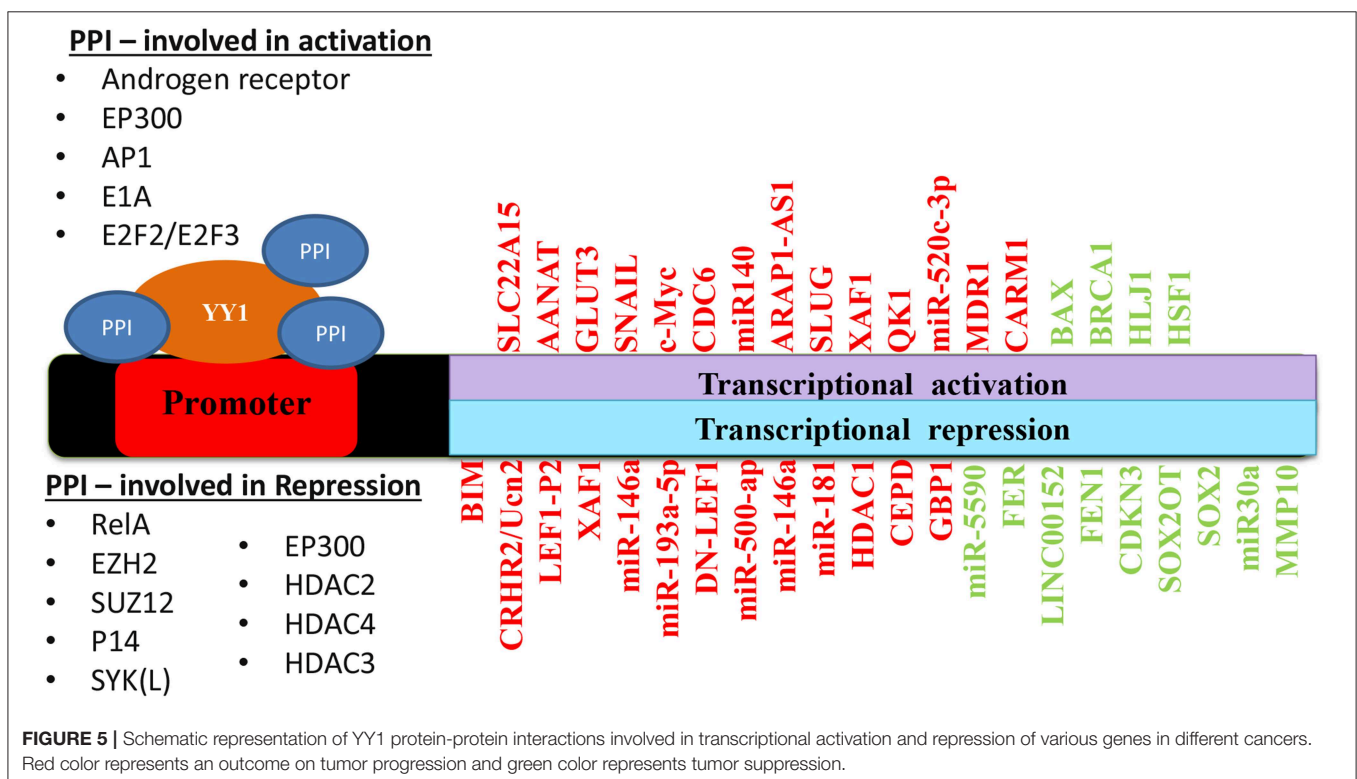 PPI – involved in activation
• Androgen receptor
• EP300
• AP1
• E1A
• E2F2/E2F3
PPI
PPI
YY1
PPI
SLC22A15
AANAT
GLUT3
SNAIL
c-Myc
CDC6
miR140
ARAP1-AS1
SLUG
XAF1
QK1
miR-520c-3p
MDR1
CARM1
BAX
BRCA1
HLJ1
HSF1
Promoter
Transcriptional activation
Transcriptional repression
PPI – involved in Repression
• RelA
• EZH2
• SUZ12
• P14
• SYK(L)
• EP300
• HDAC2
• HDAC4
• HDAC3
BIM
CRHR2/Ucn2
LEF1-P2
XAF1
miR-146a
miR-193a-5p
DN-LEF1
miR-500-ap
miR-146a
miR-181
HDAC1
CEPD
GBP1
miR-5590
FER
LINC00152
FEN1
CDKN3
SOX2OT
SOX2
miR30a
MMP10
FIGURE 5 | Schematic representation of YY1 protein-protein interactions involved in transcriptional activation and repression of various genes in different cancers.
Red color represents an outcome on tumor progression and green color represents tumor suppression.